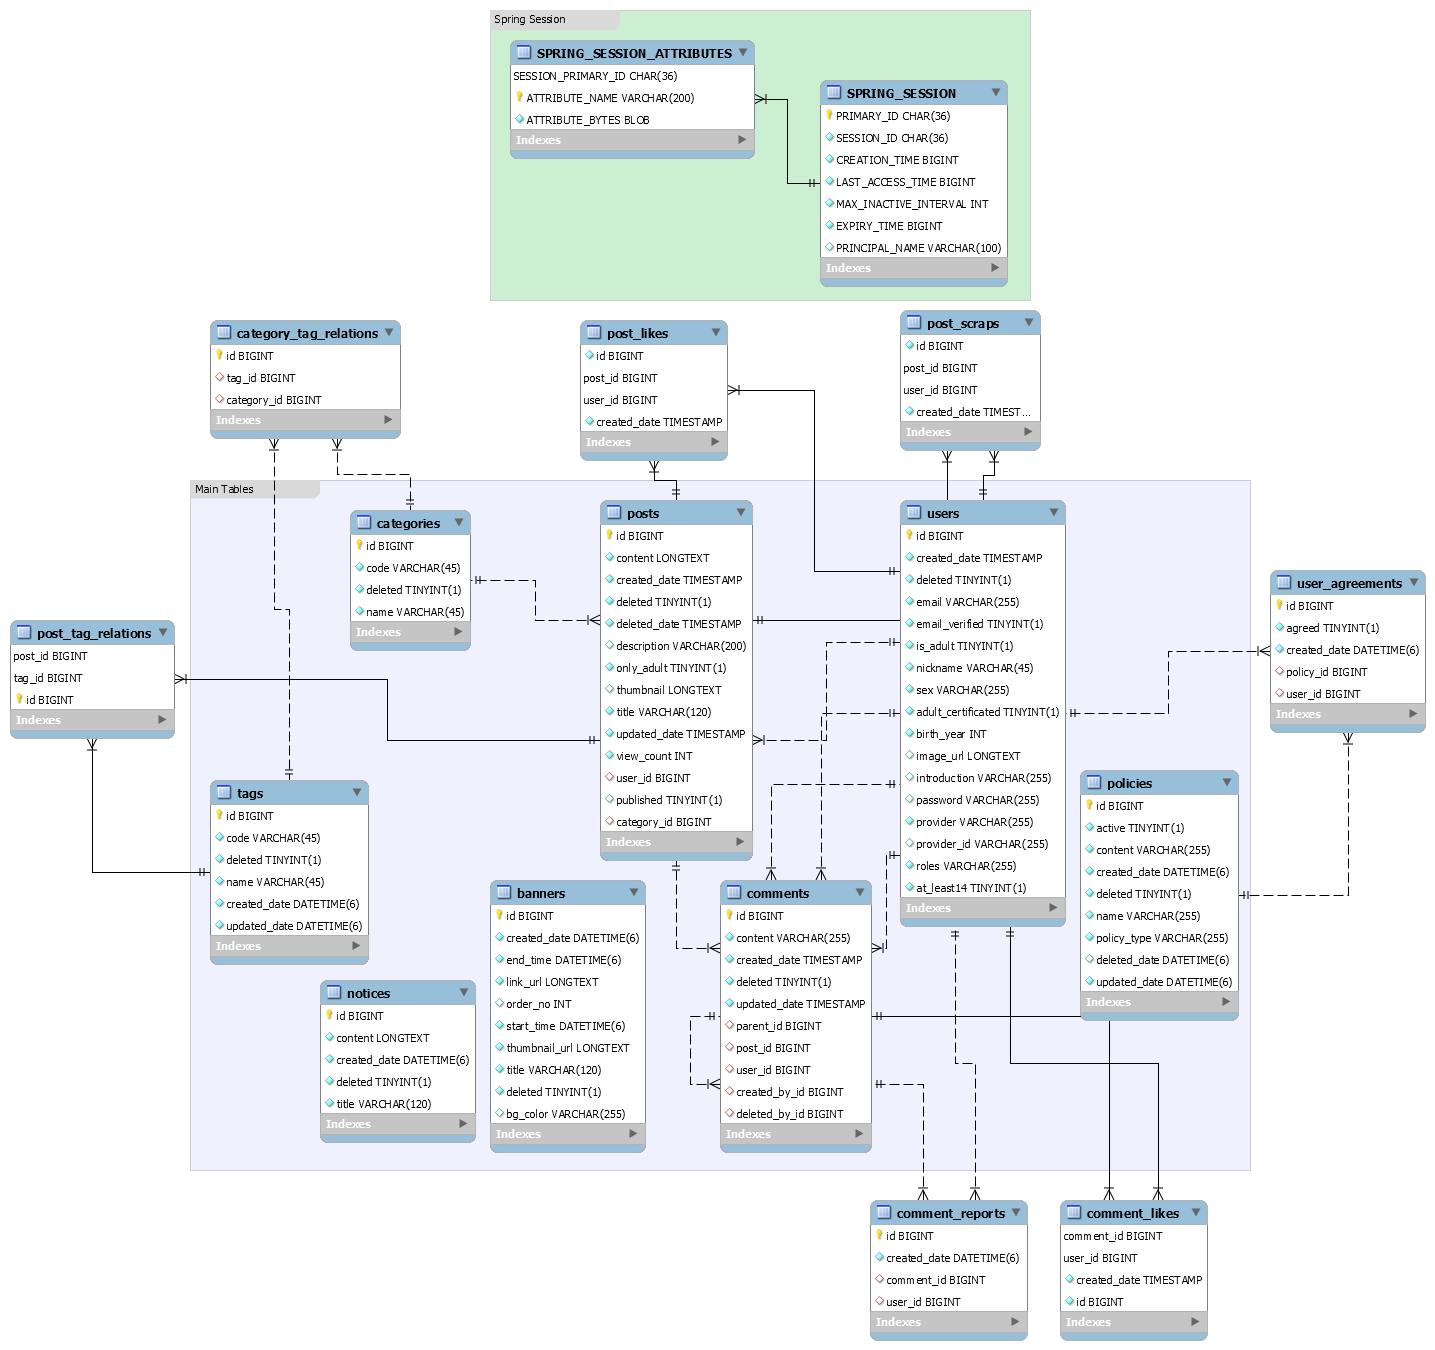 Spring Session
SPRING_SESSION_ATTRIBUTES
SESSION_PRIMARY_ID CHAR(36)
ATTRIBUTE_NAME VARCHAR(200)
ATTRIBUTE_BYTES BLOB
Indexes
SPRING_SESSION
PRIMARY_ID CHAR(36)
SESSION_ID CHAR(36)
CREATION_TIME BIGINT
LAST_ACCESS_TIME BIGINT
MAX_INACTIVE_INTERVAL INT
EXPIRY_TIME BIGINT
PRINCIPAL_NAME VARCHAR(100)
Indexes
category_tag_relations
id BIGINT
tag_id BIGINT
category_id BIGINT
Indexes
post_likes
id BIGINT
post_id BIGINT
user_id BIGINT
created_date TIMESTAMP
Indexes
post_scraps
id BIGINT
post_id BIGINT
user_id BIGINT
created_date TIMEST...
Indexes
Main Tables
categories
id BIGINT
code VARCHAR(45)
deleted TINYINT(1)
name VARCHAR(45)
Indexes
posts
id BIGINT
content LONGTEXT
created_date TIMESTAMP
deleted TINYINT(1)
deleted_date TIMESTAMP
description VARCHAR(200)
only_adult TINYINT(1)
thumbnail LONGTEXT
title VARCHAR(120)
updated_date TIMESTAMP
view_count INT
user_id BIGINT
published TINYINT(1)
category_id BIGINT
Indexes
users
id BIGINT
created_date TIMESTAMP
deleted TINYINT(1)
email VARCHAR(255)
email_verified TINYINT(1)
is_adult TINYINT(1)
nickname VARCHAR(45)
sex VARCHAR(255)
adult_certificated TINYINT(1)
birth_year INT
image_url LONGTEXT
introduction VARCHAR(255)
password VARCHAR(255)
provider VARCHAR(255)
provider_id VARCHAR(255)
roles VARCHAR(255)
at_least14 TINYINT(1)
Indexes
user_agreements
id BIGINT
agreed TINYINT(1)
created_date DATETIME(6)
policy_id BIGINT
user_id BIGINT
Indexes
post_tag_relations
post_id BIGINT
tag_id BIGINT
id BIGINT
Indexes
tags
id BIGINT
code VARCHAR(45)
deleted TINYINT(1)
name VARCHAR(45)
created_date DATETIME(6)
updated_date DATETIME(6)
Indexes
policies
id BIGINT
active TINYINT(1)
content VARCHAR(255)
created_date DATETIME(6)
deleted TINYINT(1)
name VARCHAR(255)
policy_type VARCHAR(255)
deleted_date DATETIME(6)
updated_date DATETIME(6)
Indexes
banners
id BIGINT
created_date DATETIME(6)
end_time DATETIME(6)
link_url LONGTEXT
order_no INT
start_time DATETIME(6)
thumbnail_url LONGTEXT
title VARCHAR(120)
deleted TINYINT(1)
bg_color VARCHAR(255)
Indexes
comments
id BIGINT
content VARCHAR(255)
created_date TIMESTAMP
deleted TINYINT(1)
updated_date TIMESTAMP
parent_id BIGINT
post_id BIGINT
user_id BIGINT
created_by_id BIGINT
deleted_by_id BIGINT
Indexes
notices
id BIGINT
content LONGTEXT
created_date DATETIME(6)
deleted TINYINT(1)
title VARCHAR(120)
Indexes
comment_reports
id BIGINT
created_date DATETIME(6)
comment_id BIGINT
user_id BIGINT
Indexes
comment_likes
comment_id BIGINT
user_id BIGINT
created_date TIMESTAMP
id BIGINT
Indexes